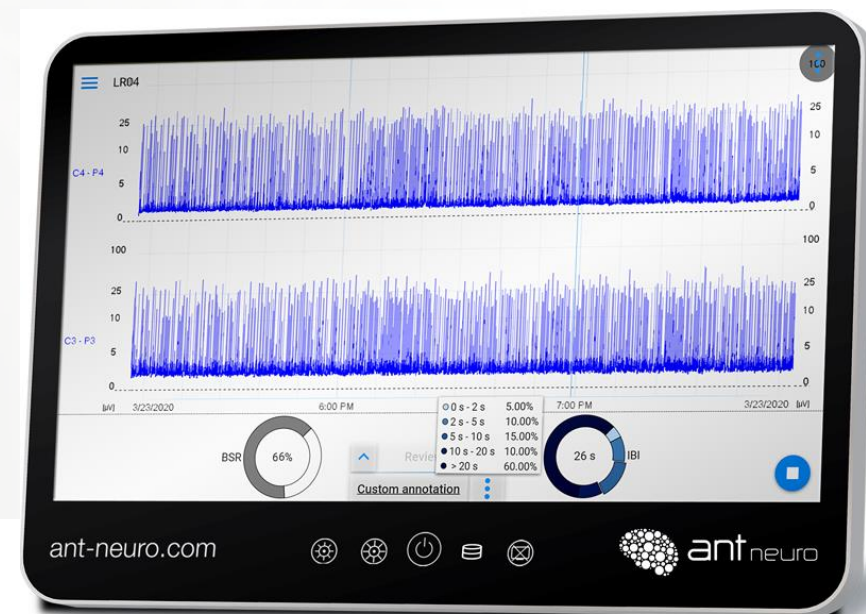 LR04
100
25
25
10
10
C4 - P4
5
5
0
0
100
100
25
25
10
10
C3 - P3
5
5
0
0
[µV] 3/23/2020 6:00 PM 7:00 PM 3/23/2020 [µV]
0 s - 2 s 5.00%
2 s - 5 s 10.00%
5 s - 10 s 15.00%
10 s - 20 s 10.00%
> 20 s 60.00%
BSR 66%
Review
26 s IBI
Custom annotation
ant-neuro.com
ant neuro